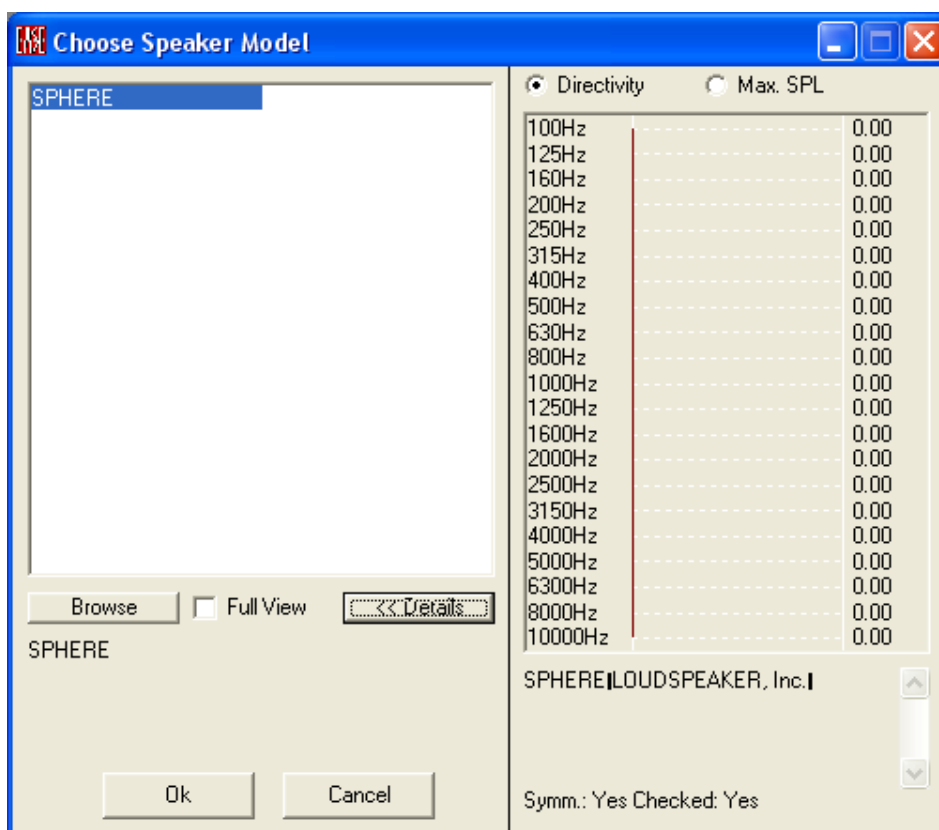 EASE Choose Speaker Model
SPHERE
Browse Full View << Details
SPHERE
Ok Cancel
Directivity Max. SPL
100Hz 0.00
125Hz 0.00
160Hz 0.00
200Hz 0.00
250Hz 0.00
315Hz 0.00
400Hz 0.00
500Hz 0.00
630Hz 0.00
800Hz 0.00
1000Hz 0.00
1250Hz 0.00
1600Hz 0.00
2000Hz 0.00
2500Hz 0.00
3150Hz 0.00
4000Hz 0.00
5000Hz 0.00
6300Hz 0.00
8000Hz 0.00
10000Hz 0.00
SPHERE|LOUDSPEAKER, Inc.|
Symm.: Yes Checked: Yes